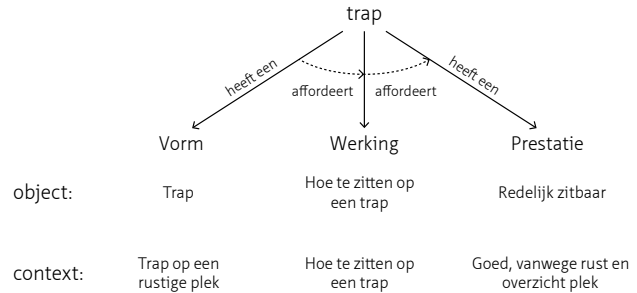 trap
heeft een
heeft een
affordeert
affordeert
Vorm
Werking
Prestatie
object:
Trap
Hoe te zitten op
een trap
Redelijk zitbaar
context:
Trap op een
rustige plek
Hoe te zitten op
een trap
Goed, vanwege rust en
overzicht plek